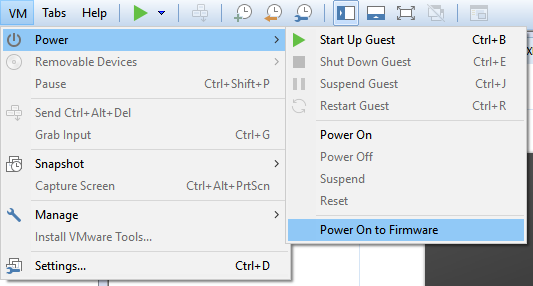 VM Tabs Help
Power
Removable Devices
Pause Ctrl+Shift+P
Send Ctrl+Alt+Del
Grab Input Ctrl+G
Snapshot
Capture Screen Ctrl+Alt+PrtScn
Manage
Install VMware Tools...
Settings... Ctrl+D
Start Up Guest Ctrl+B
Shut Down Guest Ctrl+E
Suspend Guest Ctrl+J
Restart Guest Ctrl+R
Power On
Power Off
Suspend
Reset
Power On to Firmware